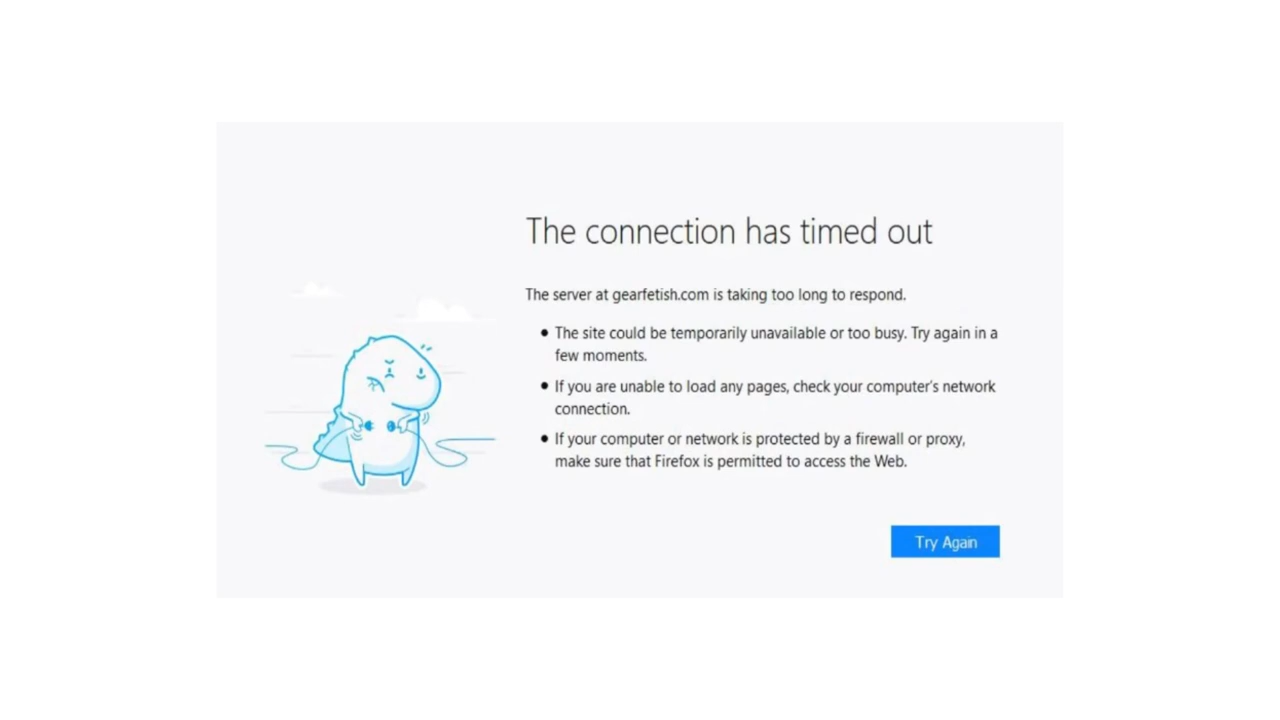 The connection has timed out
The server at gearfetish.com is taking too long to respond.
● The site could be temporarily unavailable or too busy. Try again in a
few moments.
● If you are unable to load any pages, check your computer's network
connection.
● If your computer or network is protected by a firewall or proxy,
make sure that Firefox is permitted to access the Web.
Try Again